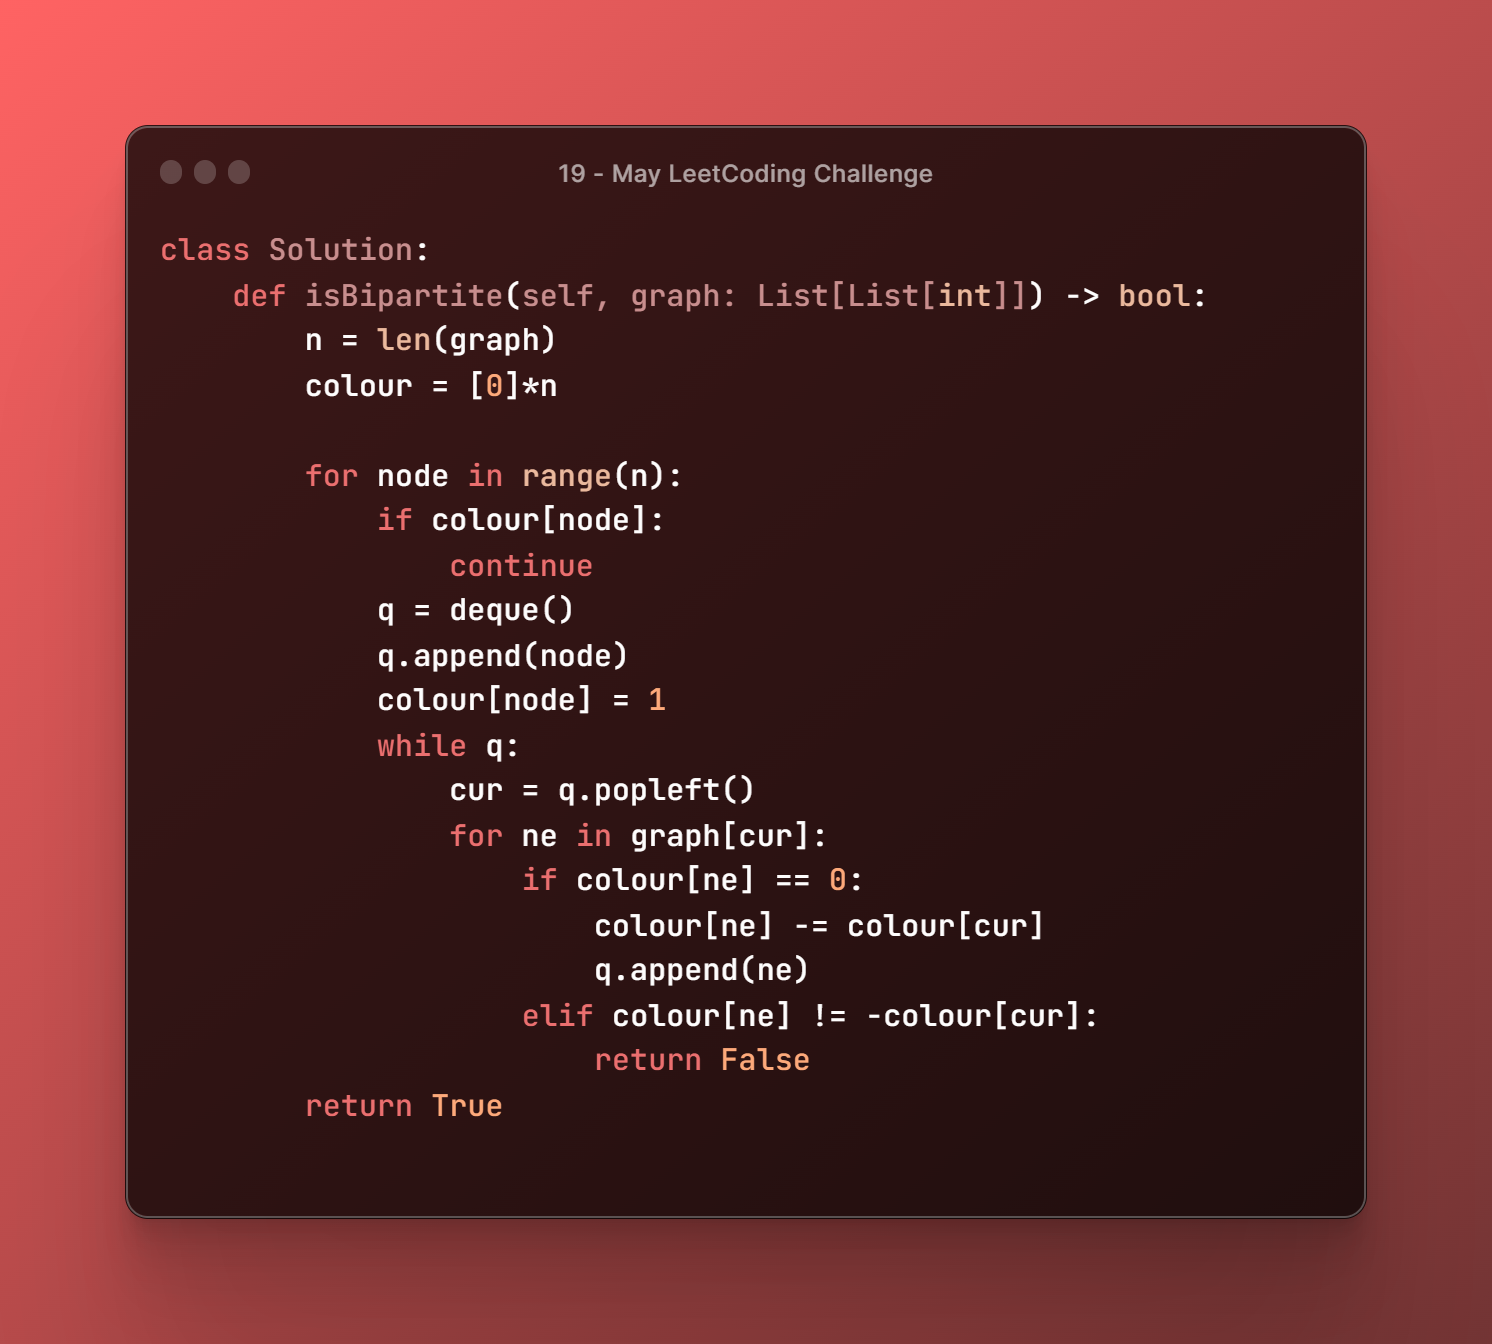 19 - May LeetCoding Challenge
class Solution:
    def isBipartite(self, graph: List[List[int]]) -> bool:
        n = len(graph)
        colour = [0]*n

        for node in range(n):
            if colour[node]:
                continue
            q = deque()
            q.append(node)
            colour[node] = 1
            while q:
                cur = q.popleft()
                for ne in graph[cur]:
                    if colour[ne] == 0:
                        colour[ne] -= colour[cur]
                        q.append(ne)
                    elif colour[ne] != -colour[cur]:
                        return False
        return True